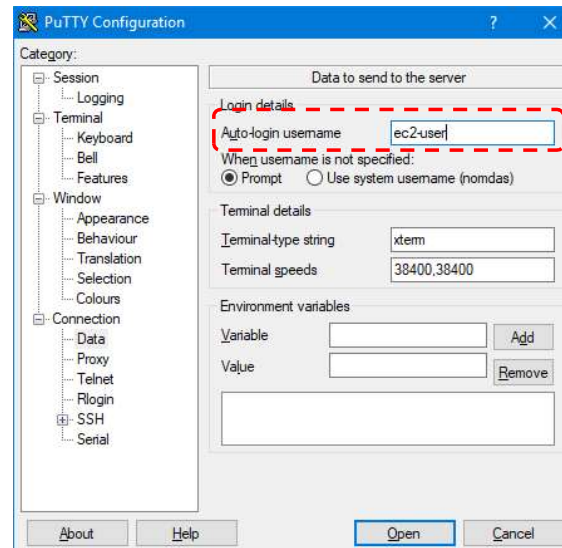 PuTTY Configuration
? ×
Category:
Session
Logging
Terminal
Keyboard
Bell
Features
Window
Appearance
Behaviour
Translation
Selection
Colours
Connection
Data
Proxy
Telnet
Rlogin
SSH
Serial
Data to send to the server
Login details
Auto-login username ec2-user
When username is not specified:
Prompt Use system username (nomdas)
Terminal details
Terminal-type string xterm
Terminal speeds 38400,38400
Environment variables
Variable Add
Value Remove
About Help Open Cancel